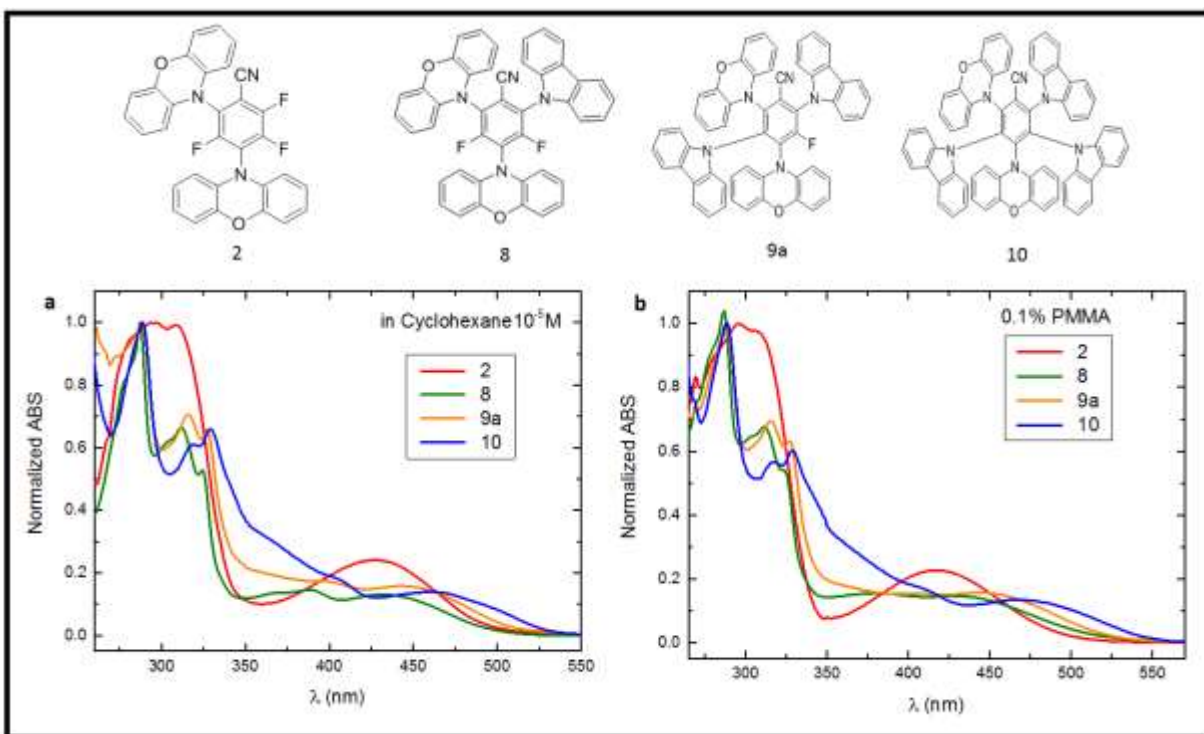 O
N
CN
F
F
F
N
O
2
O
N
CN
N
F
F
N
O
8
O
N
CN
N
N
F
N
O
9a
O
N
CN
N
N
N
N
O
10
a
in Cyclohexane10⁻⁵M
2
8
9a
10
Normalized ABS
1.0
0.8
0.6
0.4
0.2
0.0
300
350
400
450
500
550
λ (nm)
b
0.1% PMMA
2
8
9a
10
Normalized ABS
1.0
0.8
0.6
0.4
0.2
0.0
300
350
400
450
500
550
λ (nm)